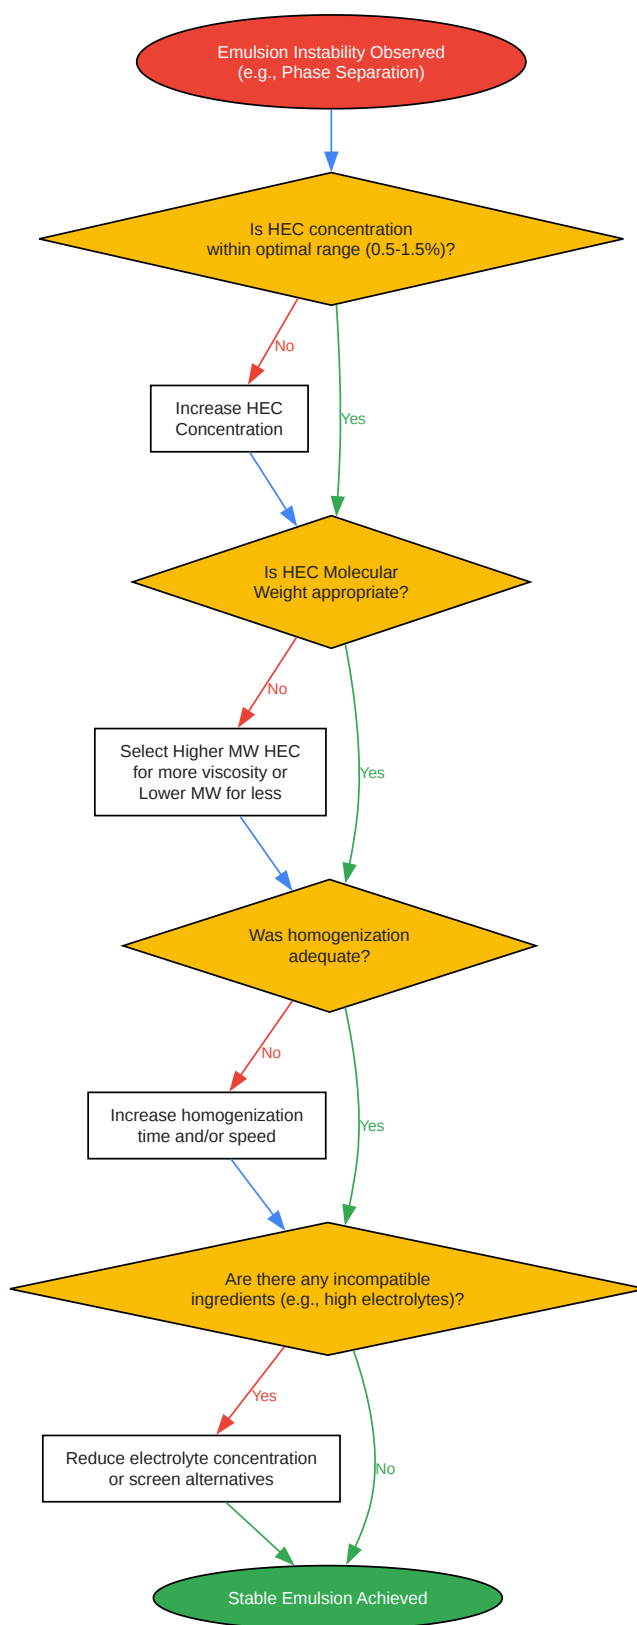 Emulsion Instability Observed
(e.g., Phase Separation)
Is HEC concentration
within optimal range (0.5-1.5%)?
No
Increase HEC
Concentration
Yes
Is HEC Molecular
Weight appropriate?
No
Select Higher MW HEC
for more viscosity or
Lower MW for less
Yes
Was homogenization
adequate?
No
Increase homogenization
time and/or speed
Yes
Are there any incompatible
ingredients (e.g., high electrolytes)?
Yes
Reduce electrolyte concentration
or screen alternatives
No
Stable Emulsion Achieved